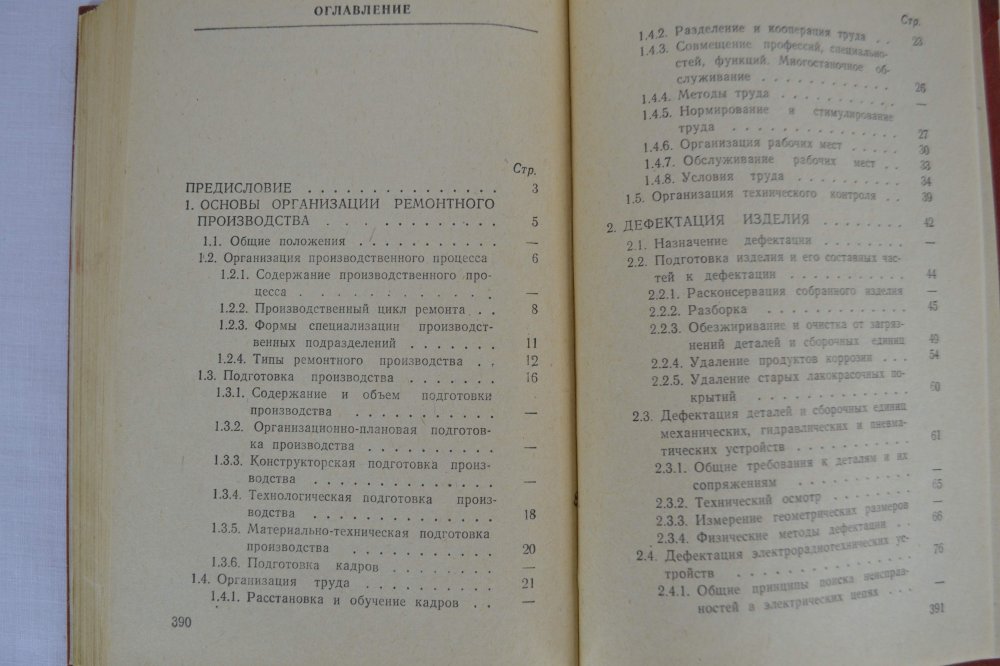 ОГЛАВЛЕНИЕ
Стр.
ПРЕДИСЛОВИЕ . . . . . . . . . . . . . . . 3
1. ОСНОВЫ ОРГАНИЗАЦИИ РЕМОНТНОГО
ПРОИЗВОДСТВА . . . . . . . . . . . . 5
1.1. Общие положения . . . . . . . . . . . —
1.2. Организация производственного процесса 6
1.2.1. Содержание производственного про-
цесса . . . . . . . . . . . —
1.2.2. Производственный цикл ремонта . . 8
1.2.3. Формы специализации производст-
венных подразделений . . . . . . 11
1.2.4. Типы ремонтного производства . . 12
1.3. Подготовка производства . . . . . . . 16
1.3.1. Содержание и объем подготовки
производства . . . . . . . . . . —
1.3.2. Организационно-плановая подготов-
ка производства . . . . . . . . —
1.3.3. Конструкторская подготовка произ-
водства . . . . . . . . . . . . —
1.3.4. Технологическая подготовка произ-
водства . . . . . . . . . . . . 18
1.3.5. Материально-техническая подготовка
производства . . . . . . . . . 20
1.3.6. Подготовка кадров . . . . . . . —
1.4. Организация труда . . . . . . . . . 21
1.4.1. Расстановка и обучение кадров . . —
390
Стр.
1.4.2. Разделение и кооперация труда . . 23
1.4.3. Совмещение профессий, специально-
стей, функций. Многостаночное об-
служивание . . . . . . . . . . 26
1.4.4. Методы труда . . . . . . . . . —
1.4.5. Нормирование и стимулирование
труда . . . . . . . . . . . . . 27
1.4.6. Организация рабочих мест . . . . . 30
1.4.7. Обслуживание рабочих мест . . . 33
1.4.8. Условия труда . . . . . . . . . 34
1.5. Организация технического контроля . . 39
2. ДЕФЕКТАЦИЯ ИЗДЕЛИЯ . . . . . . . . 42
2.1. Назначение дефектации . . . . . . . . —
2.2. Подготовка изделия и его составных час-
тей к дефектации . . . . . . . . . 44
2.2.1. Расконсервация собранного изделия —
2.2.2. Разборка . . . . . . . . . . . 45
2.2.3. Обезжиривание и очистка от загряз-
нений деталей и сборочных единиц 49
2.2.4. Удаление продуктов коррозии . . . 54
2.2.5. Удаление старых лакокрасочных по-
крытий . . . . . . . . . . . . 60
2.3. Дефектация деталей и сборочных единиц
механических, гидравлических и пневма-
тических устройств . . . . . . . . . 61
2.3.1. Общие требования к деталям и их
сопряжениям . . . . . . . . . —
2.3.2. Технический осмотр . . . . . . . 65
2.3.3. Измерение геометрических размеров —
2.3.4. Физические методы дефектации . . 66
2.4. Дефектация электрорадиотехнических ус-
тройств . . . . . . . . . . . . 76
2.4.1. Общие принципы поиска неисправ-
ностей в электрических цепях . . . —
391